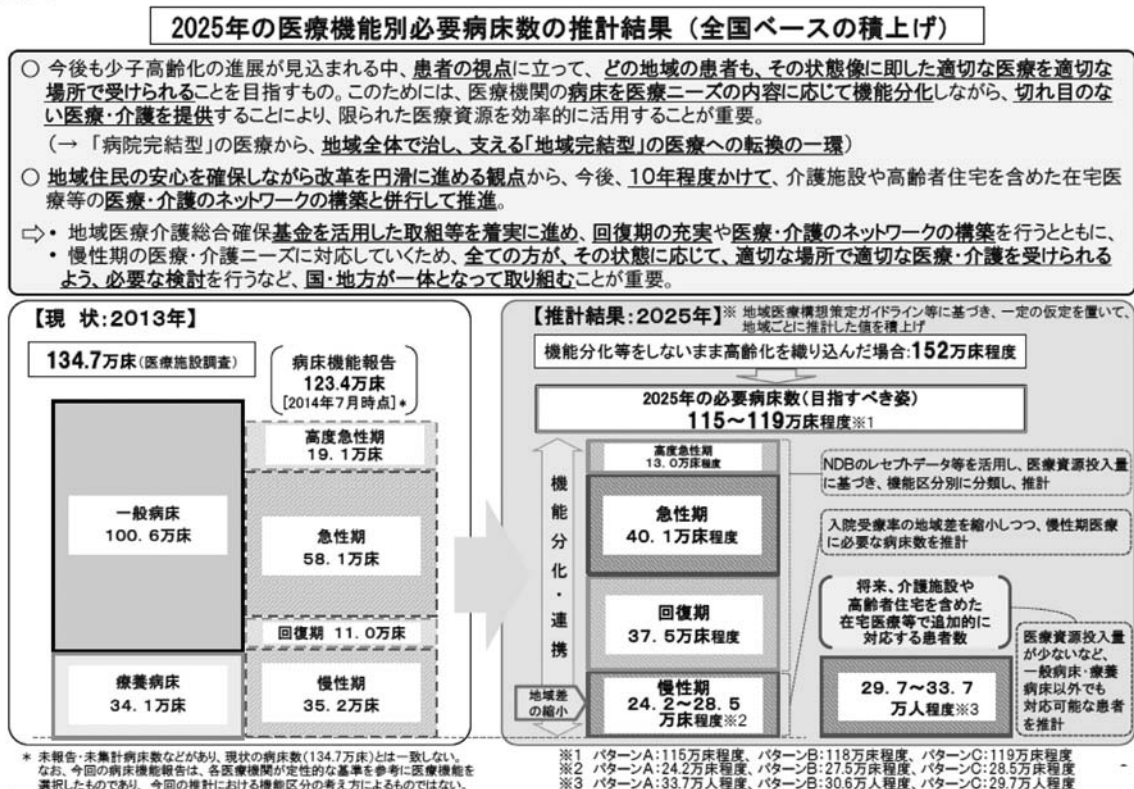 2025年の医療機能別必要病床数の推計結果（全国ベースの積上げ）
○ 今後も少子高齢化の進展が見込まれる中、患者の視点に立って、どの地域の患者も、その状態像に即した適切な医療を適切な
場所で受けられることを目指すもの。このためには、医療機関の病床を医療ニーズの内容に応じて機能分化しながら、切れ目のな
い医療・介護を提供することにより、限られた医療資源を効率的に活用することが重要。
（→ 「病院完結型」の医療から、地域全体で治し、支える「地域完結型」の医療への転換の一環）
○ 地域住民の安心を確保しながら改革を円滑に進める観点から、今後、10年程度かけて、介護施設や高齢者住宅を含めた在宅医
療等の医療・介護のネットワークの構築と併行して推進。
⇨・ 地域医療介護総合確保基金を活用した取組等を着実に進め、回復期の充実や医療・介護のネットワークの構築を行うとともに、
・ 慢性期の医療・介護ニーズに対応していくため、全ての方が、その状態に応じて、適切な場所で適切な医療・介護を受けられる
よう、必要な検討を行うなど、国・地方が一体となって取り組むことが重要。
【現 状:2013年】
134.7万床(医療施設調査)
病床機能報告
123.4万床
[2014年7月時点]*
高度急性期
19.1万床
一般病床
100.6万床
急性期
58.1万床
回復期 11.0万床
療養病床
34.1万床
慢性期
35.2万床
【推計結果:2025年】※ 地域医療構想策定ガイドライン等に基づき、一定の仮定を置いて、
地域ごとに推計した値を積上げ
機能分化等をしないまま高齢化を織り込んだ場合:152万床程度
2025年の必要病床数(目指すべき姿)
115～119万床程度※1
機能分化・連携
地域差
の縮小
高度急性期
13.0万床程度
急性期
40.1万床程度
回復期
37.5万床程度
慢性期
24.2～28.5
万床程度※2
NDBのレセプトデータ等を活用し、医療資源投入量
に基づき、機能区分別に分類し、推計
入院受療率の地域差を縮小しつつ、慢性期医療
に必要な病床数を推計
将来、介護施設や
高齢者住宅を含めた
在宅医療等で追加的に
対応する患者数
29.7～33.7
万人程度※3
医療資源投入量
が少ないなど、
一般病床・療養
病床以外でも
対応可能な患者
を推計
* 未報告・未集計病床数などがあり、現状の病床数(134.7万床)とは一致しない。
なお、今回の病床機能報告は、各医療機関が定性的な基準を参考に医療機能を
選択したものであり、今回の推計における機能区分の考え方によるものではない。
※1 パターンA:115万床程度、パターンB:118万床程度、パターンC:119万床程度
※2 パターンA:24.2万床程度、パターンB:27.5万床程度、パターンC:28.5万床程度
※3 パターンA:33.7万人程度、パターンB:30.6万人程度、パターンC:29.7万人程度